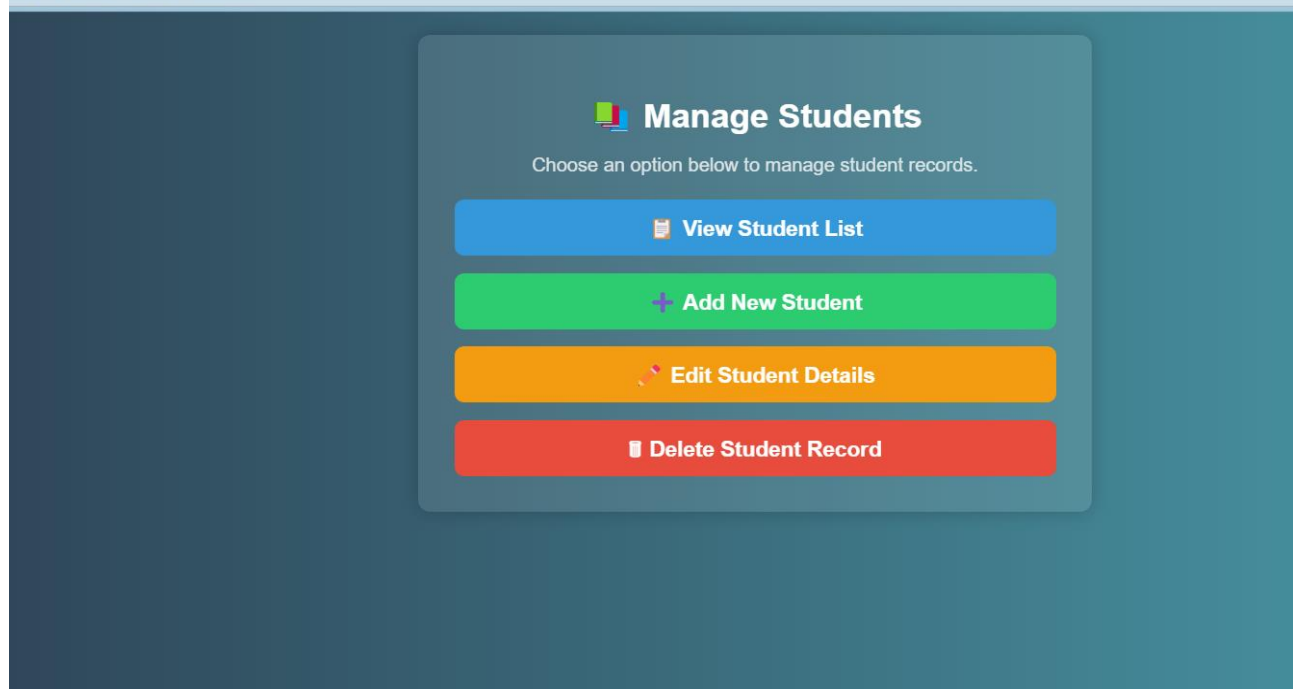 Manage Students
Choose an option below to manage student records.
View Student List
Add New Student
Edit Student Details
Delete Student Record